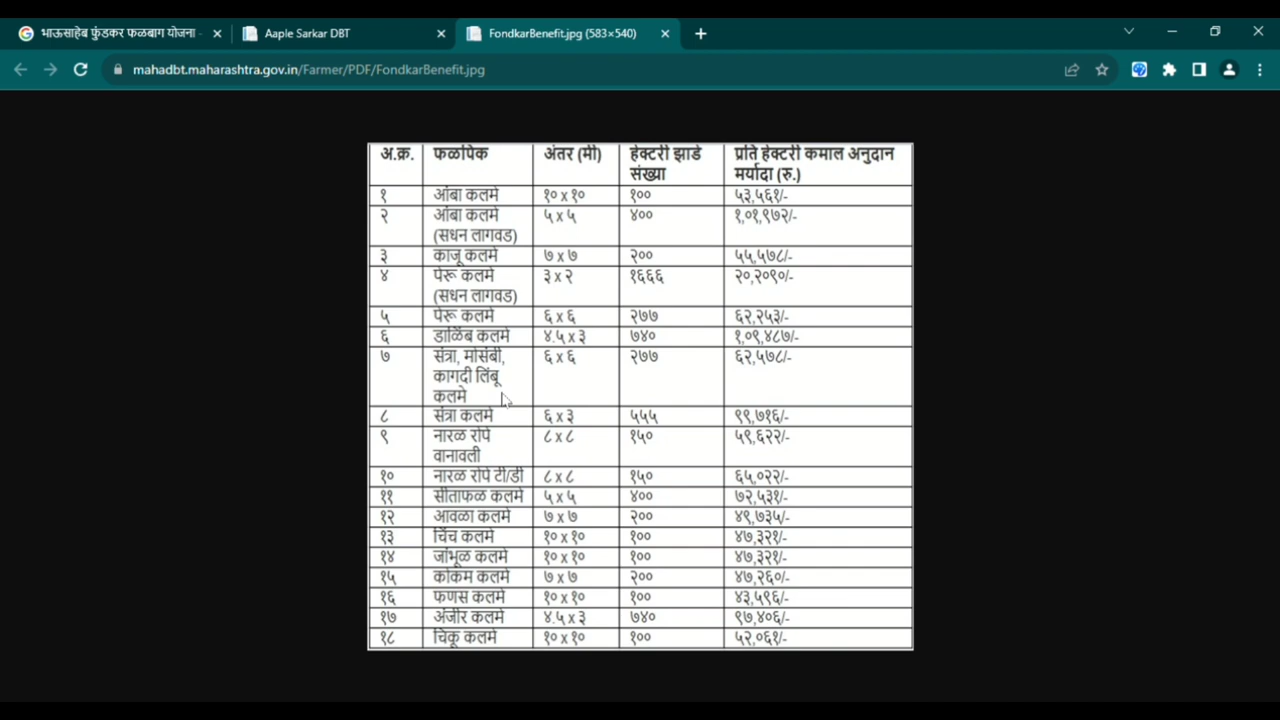 भाऊसाहेब फुंडकर फळबाग योजना -
Aaple Sarkar DBT
FondkarBenefit.jpg (583×540)
mahadbt.maharashtra.gov.in/Farmer/PDF/FondkarBenefit.jpg
अ.क्र. फळपिक अंतर (मी) हेक्टरी झाडे प्रति हेक्टरी कमाल अनुदान
संख्या मर्यादा (रु.)
१ आंबा कलमे १० x १० १०० ५३,५६१/-
२ आंबा कलमे ५ x ५ ४०० १,०१,९७२/-
(सधन लागवड)
३ काजू कलमे ७ x ७ २०० ५५,५७८/-
४ पेरू कलमे ३ x २ १६६६ २०,२०९०/-
(सधन लागवड)
५ पेरू कलमे ६ x ६ २७७ ६२,२५३/-
६ डाळिंब कलमे ४.५ x ३ ७४० १,०९,४८७/-
७ संत्रा, मोसंबी, ६ x ६ २७७ ६२,५७८/-
कागदी लिंबू
कलमे
८ संत्रा कलमे ६ x ३ ५५५ ९९,७१६/-
९ नारळ रोपे ८ x ८ १५० ५९,६२२/-
वानावली
१० नारळ रोपे टी/डी ८ x ८ १५० ६५,०२२/-
११ सीताफळ कलमे ५ x ५ ४०० ७२,५३१/-
१२ आवळा कलमे ७ x ७ २०० ४९,७३५/-
१३ चिंच कलमे १० x १० १०० ४७,३२१/-
१४ जांभूळ कलमे १० x १० १०० ४७,३२१/-
१५ कोकम कलमे ७ x ७ २०० ४७,२६०/-
१६ फणस कलमे १० x १० १०० ४३,५९६/-
१७ अंजीर कलमे ४.५ x ३ ७४० ९७,४०६/-
१८ चिकू कलमे १० x १० १०० ५२,०६१/-